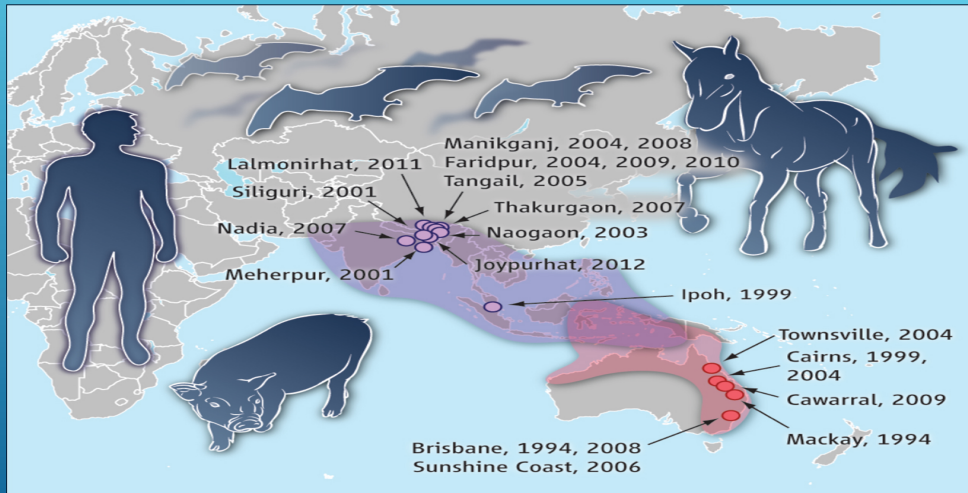 Manikganj, 2004, 2008
Lalmonirhat, 2011
Faridpur, 2004, 2009, 2010
Tangail, 2005
Siliguri, 2001
Thakurgaon, 2007
Nadia, 2007
Naogaon, 2003
Meherpur, 2001
Joypurhat, 2012
Ipoh, 1999
Townsville, 2004
Cairns, 1999,
2004
Cawarral, 2009
Mackay, 1994
Brisbane, 1994, 2008
Sunshine Coast, 2006